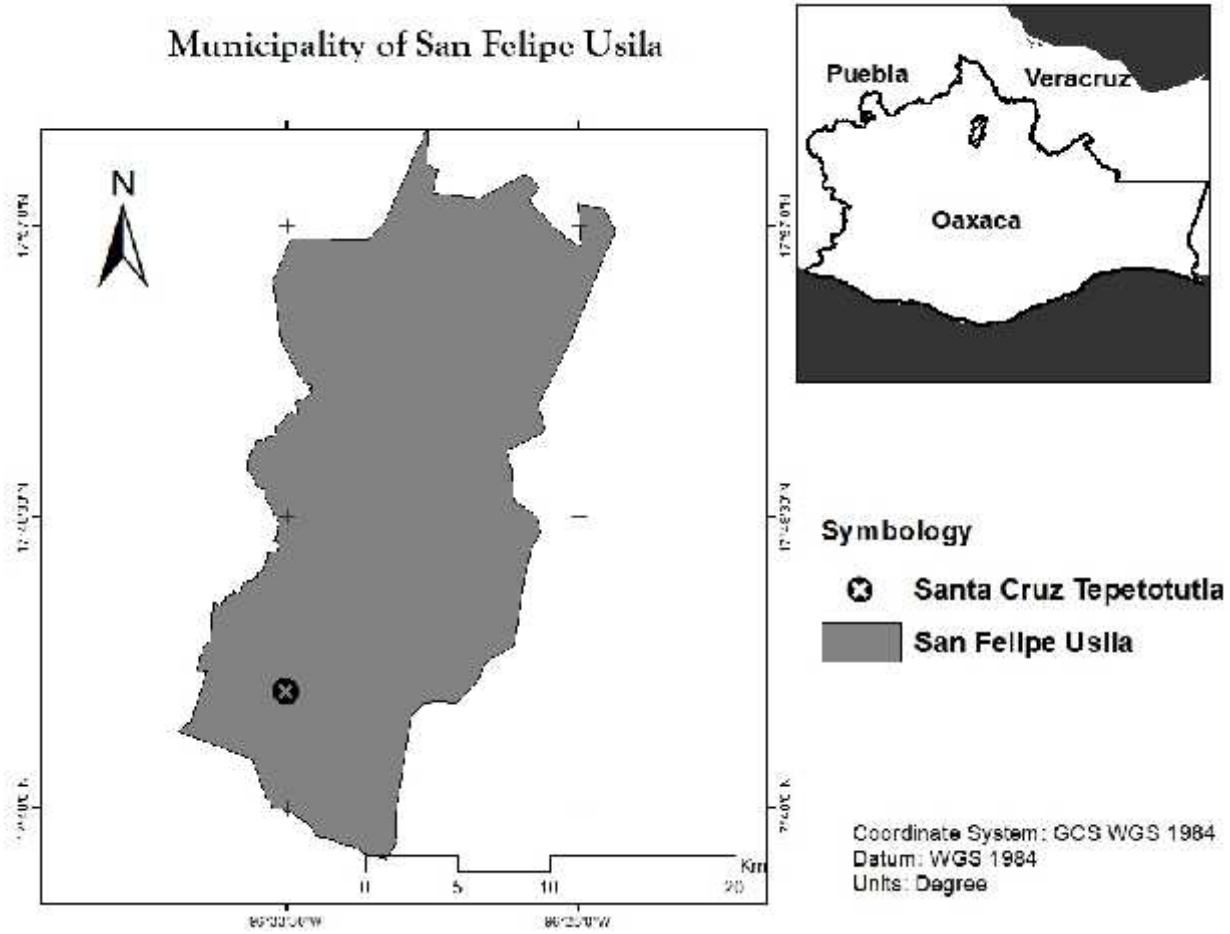 Municipality of San Felipe Usila
Puebla
Veracruz
Oaxaca
N
Symbology
Santa Cruz Tepetotutla
San Felipe Usila
Km
0 5 10 20
Coordinate System: GCS WGS 1984
Datum: WGS 1984
Units: Degree